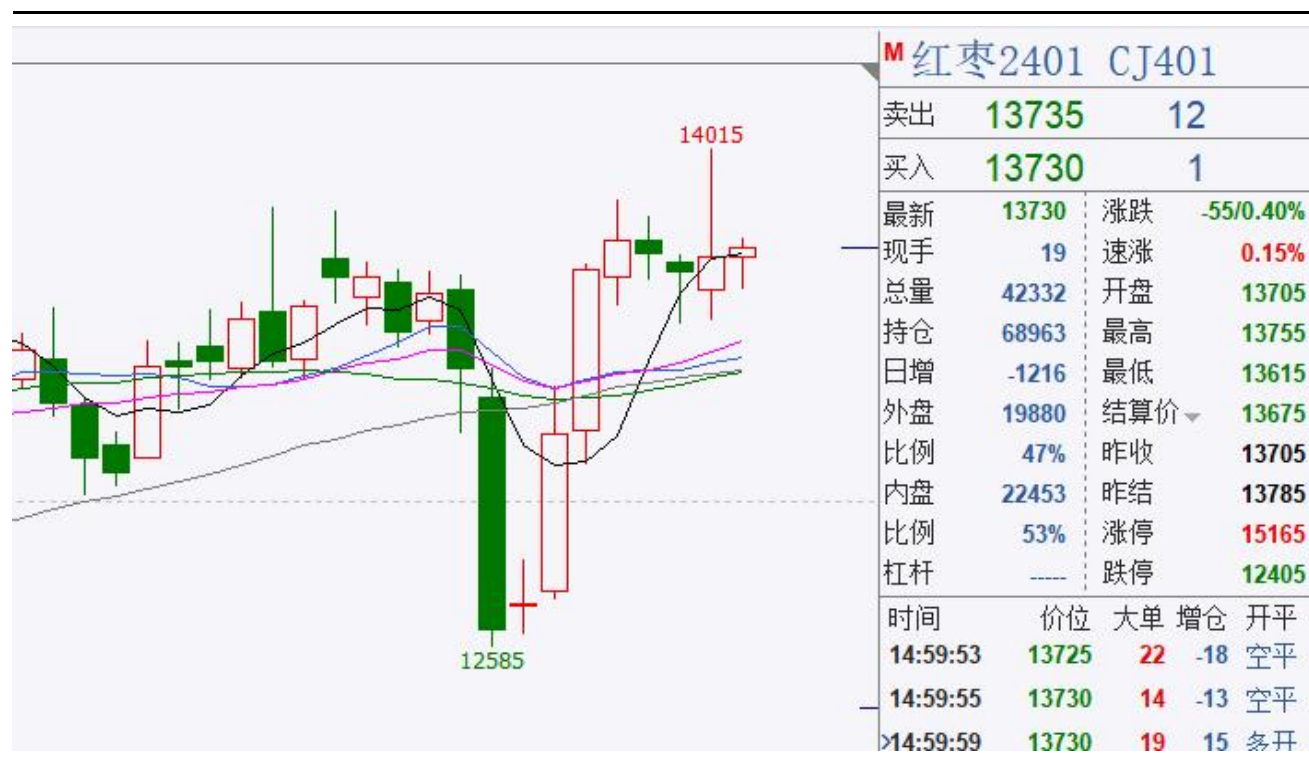 14015
12585
M 红枣2401 CJ401
卖出 13735 12
买入 13730 1
最新 13730 涨跌 -55/0.40%
现手 19 速涨 0.15%
总量 42332 开盘 13705
持仓 68963 最高 13755
日增 -1216 最低 13615
外盘 19880 结算价 13675
比例 47% 昨收 13705
内盘 22453 昨结 13785
比例 53% 涨停 15165
杠杆 ----- 跌停 12405
时间 价位 大单 增仓 开平
14:59:53 13725 22 -18 空平
14:59:55 13730 14 -13 空平
14:59:59 13730 19 15 多开